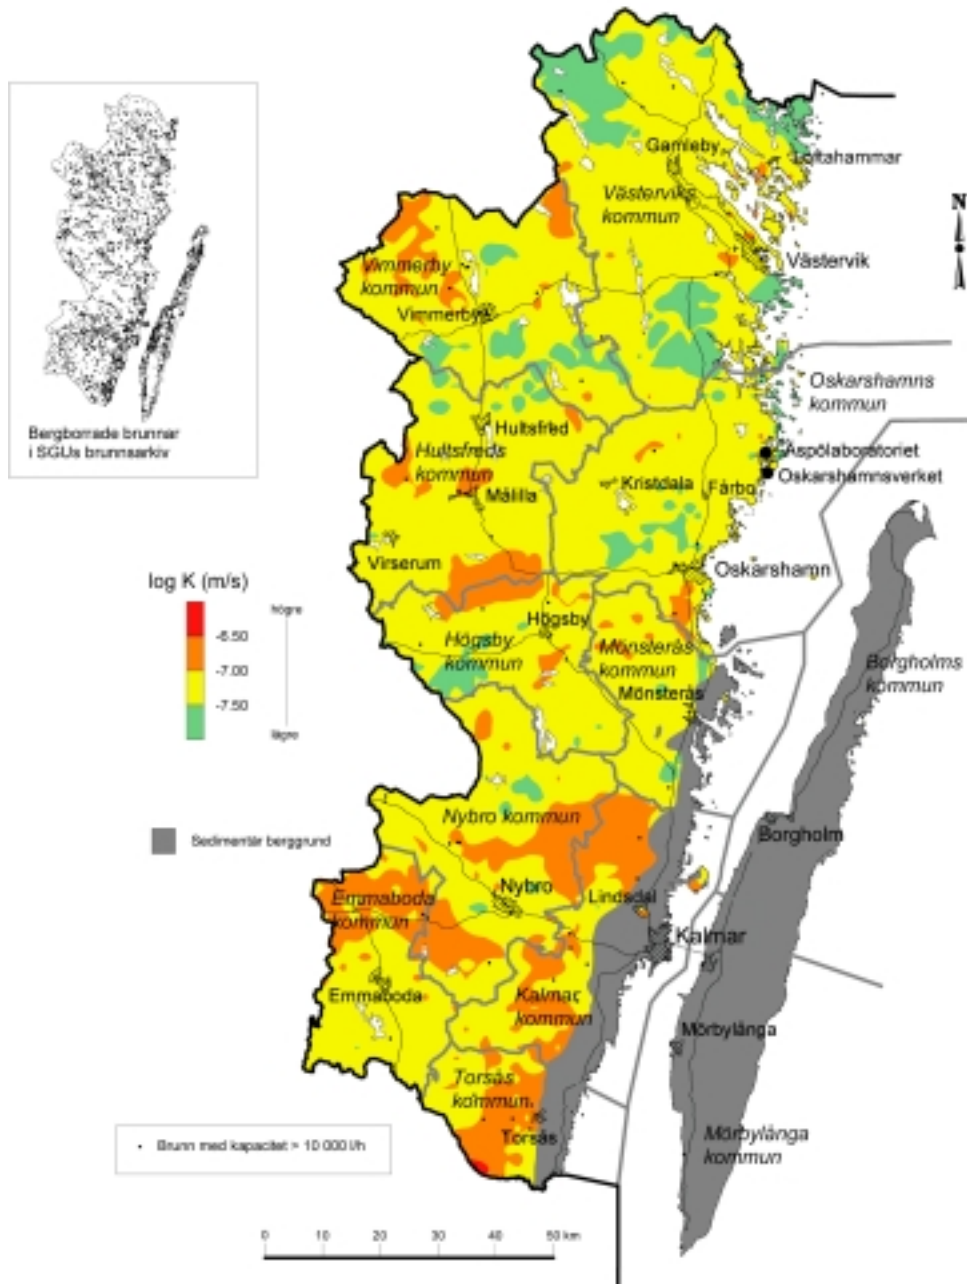 Gamleby
Loftahammar
Västerviks
kommun
N
Västervik
Vimmerby
kommun
Vimmerby
Oskarshamns
kommun
Bergborrade brunnar
i SGUs brunnsarkiv
Hultsfred
Hultsfreds
kommun
Äspölaboratoriet
Oskarshamnsverket
Kristdala
Fårbo
Målilla
Virserum
Oskarshamn
log K (m/s)
högre
-6.50
-7.00
-7.50
lägre
Högsby
Högsby
kommun
Mönsterås
kommun
Mönsterås
Borgholms
kommun
Nybro kommun
Borgholm
Sedimentär berggrund
Emmaboda
kommun
Nybro
Lindsdal
Kalmar
Emmaboda
Kalmar
kommun
Mörbylånga
Torsås
kommun
Torsås
Mörbylånga
kommun
Brunn med kapacitet > 10 000 l/h
0 10 20 30 40 50 km